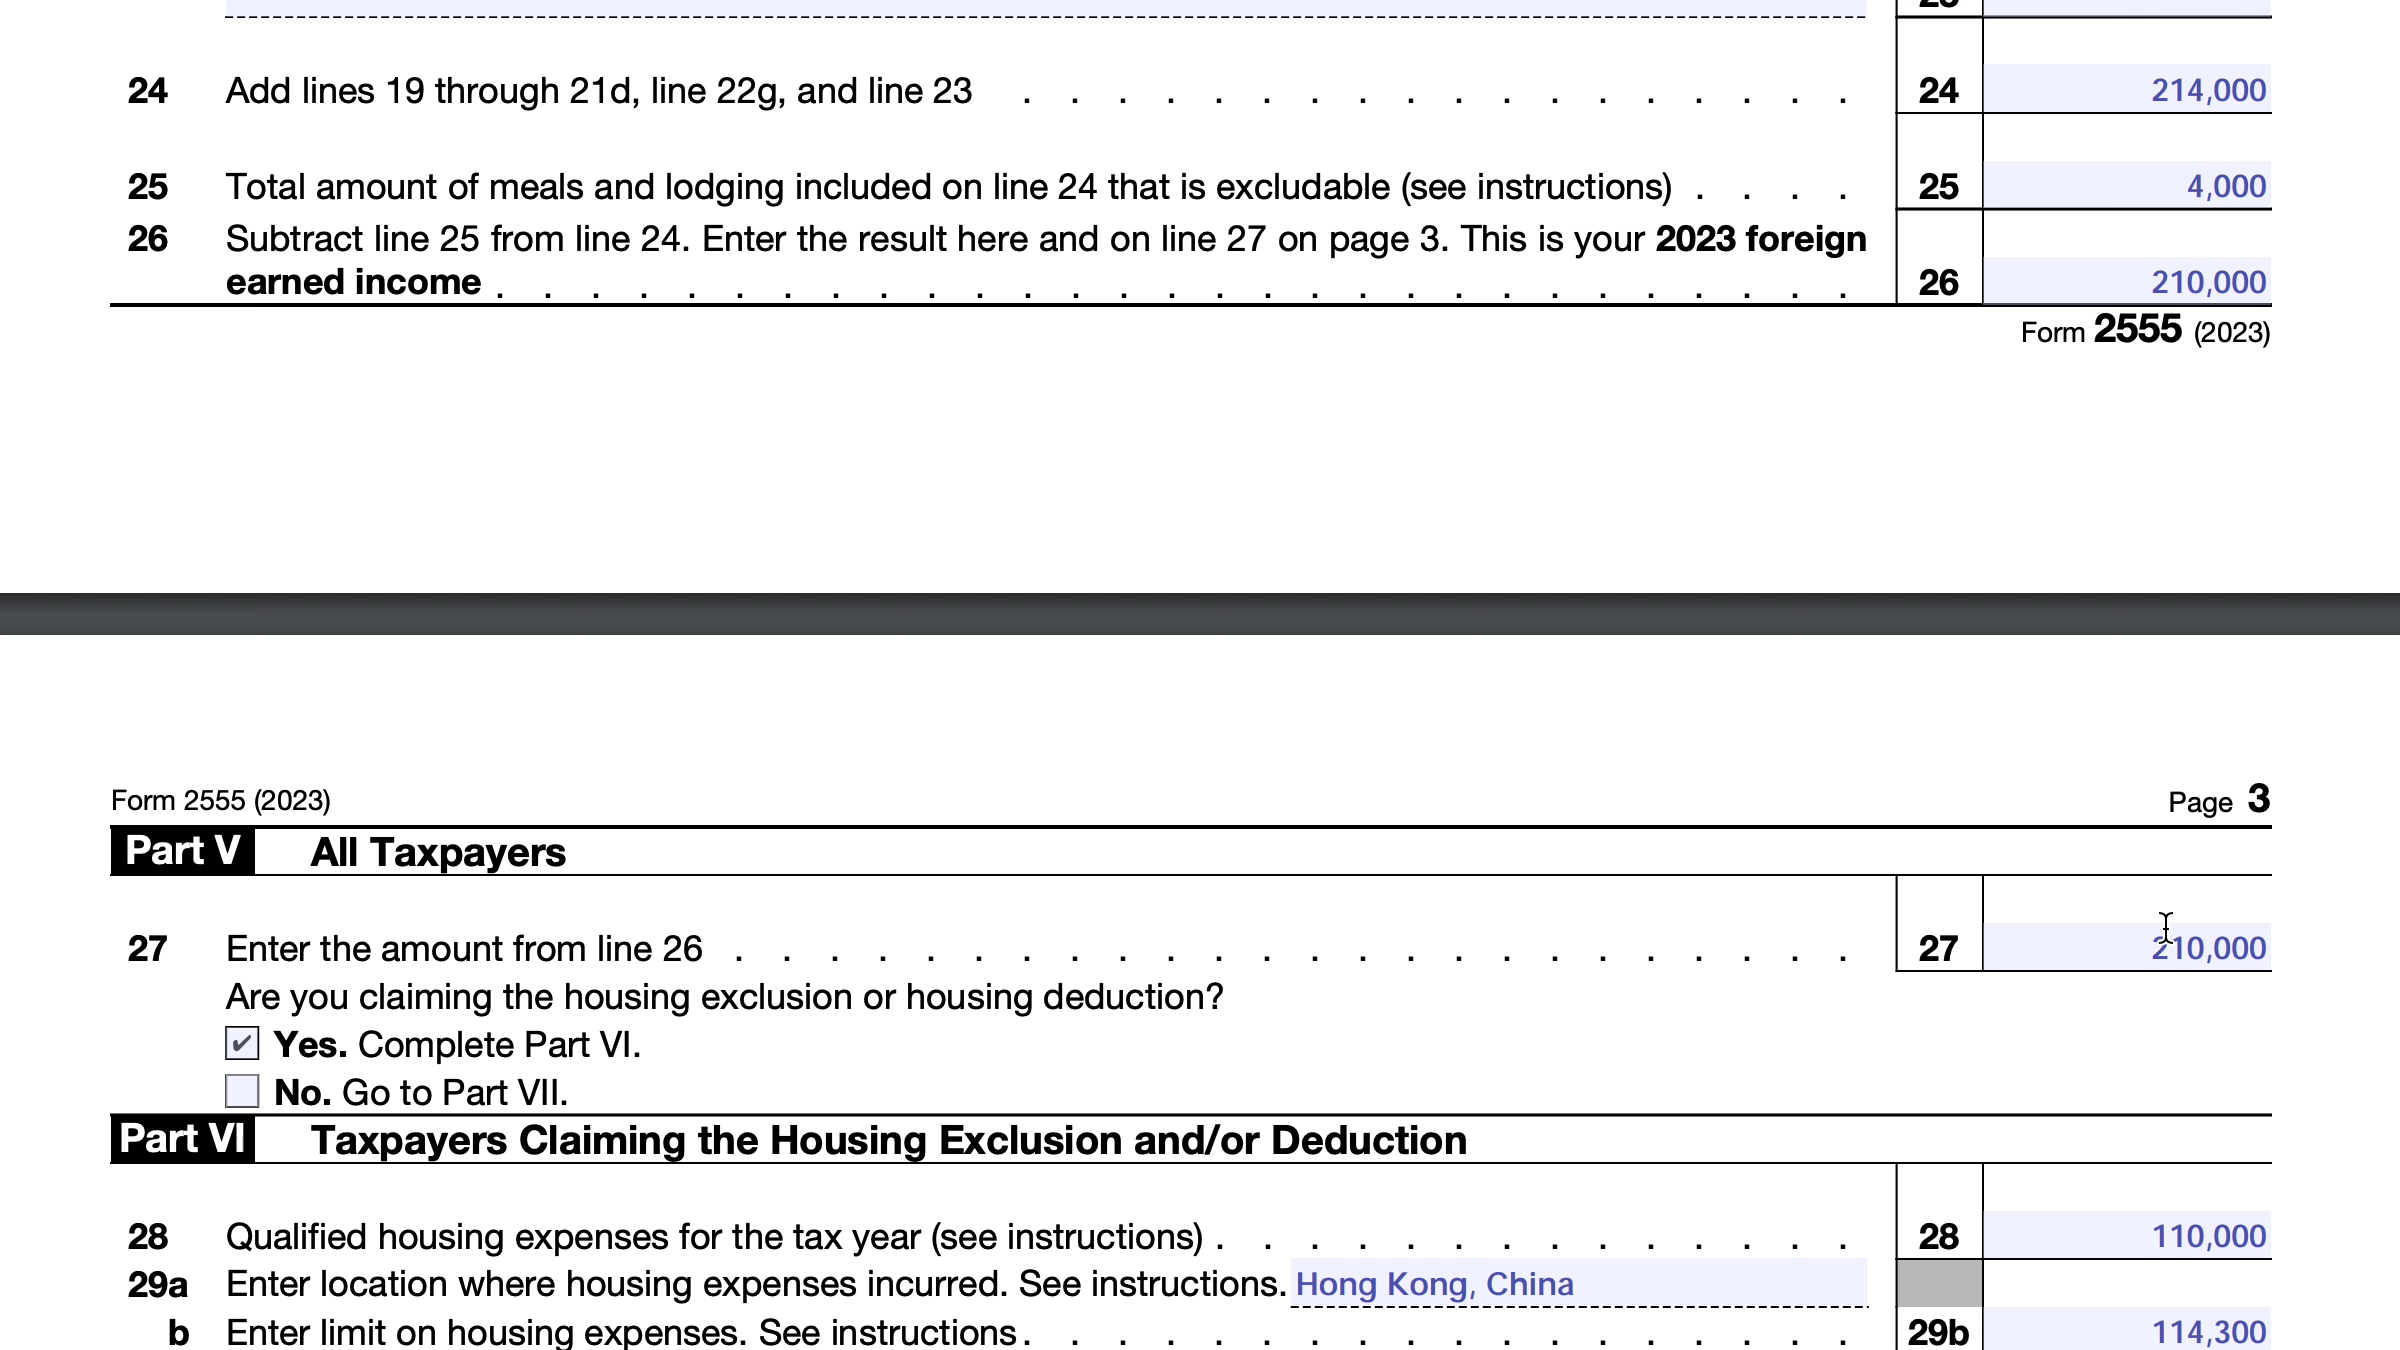 24 Add lines 19 through 21d, line 22g, and line 23 . . . . . . . . . . . . . . . . . . 24 214,000
25 Total amount of meals and lodging included on line 24 that is excludable (see instructions) . . . . 25 4,000
26 Subtract line 25 from line 24. Enter the result here and on line 27 on page 3. This is your 2023 foreign
earned income . . . . . . . . . . . . . . . . . . . . . . . . . . . . . 26 210,000
Form 2555 (2023)
Form 2555 (2023) Page 3
Part V All Taxpayers
27 Enter the amount from line 26 . . . . . . . . . . . . . . . . . . . . . . . . 27 210,000
Are you claiming the housing exclusion or housing deduction?
✔ Yes. Complete Part VI.
No. Go to Part VII.
Part VI Taxpayers Claiming the Housing Exclusion and/or Deduction
28 Qualified housing expenses for the tax year (see instructions) . . . . . . . . . . . . . . 28 110,000
29a Enter location where housing expenses incurred. See instructions. Hong Kong, China
b Enter limit on housing expenses. See instructions . . . . . . . . . . . . . . . . . . 29b 114,300